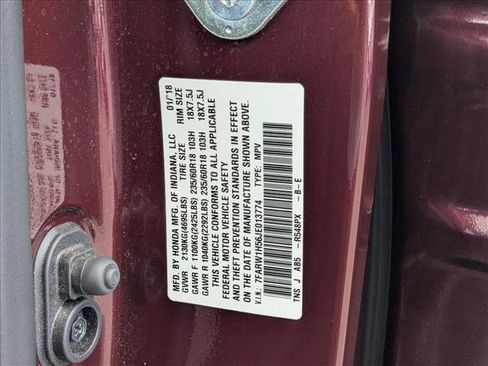 MFD. BY HONDA MFG. OF INDIANA, LLC 01/18
GVWR 2130KG(4695LBS) TIRE SIZE RIM SIZE
GAWR F 1100KG(2425LBS) 235/60R18 103H 18X7.5J
GAWR R 1040KG(2292LBS) 235/60R18 103H 18X7.5J
THIS VEHICLE CONFORMS TO ALL APPLICABLE
FEDERAL MOTOR VEHICLE SAFETY
AND THEFT PREVENTION STANDARDS IN EFFECT
ON THE DATE OF MANUFACTURE SHOWN ABOVE.
V.I.N.: 7FARW1H56JE013774 TYPE: MPV
TNS J A85 - R548PX - B - E